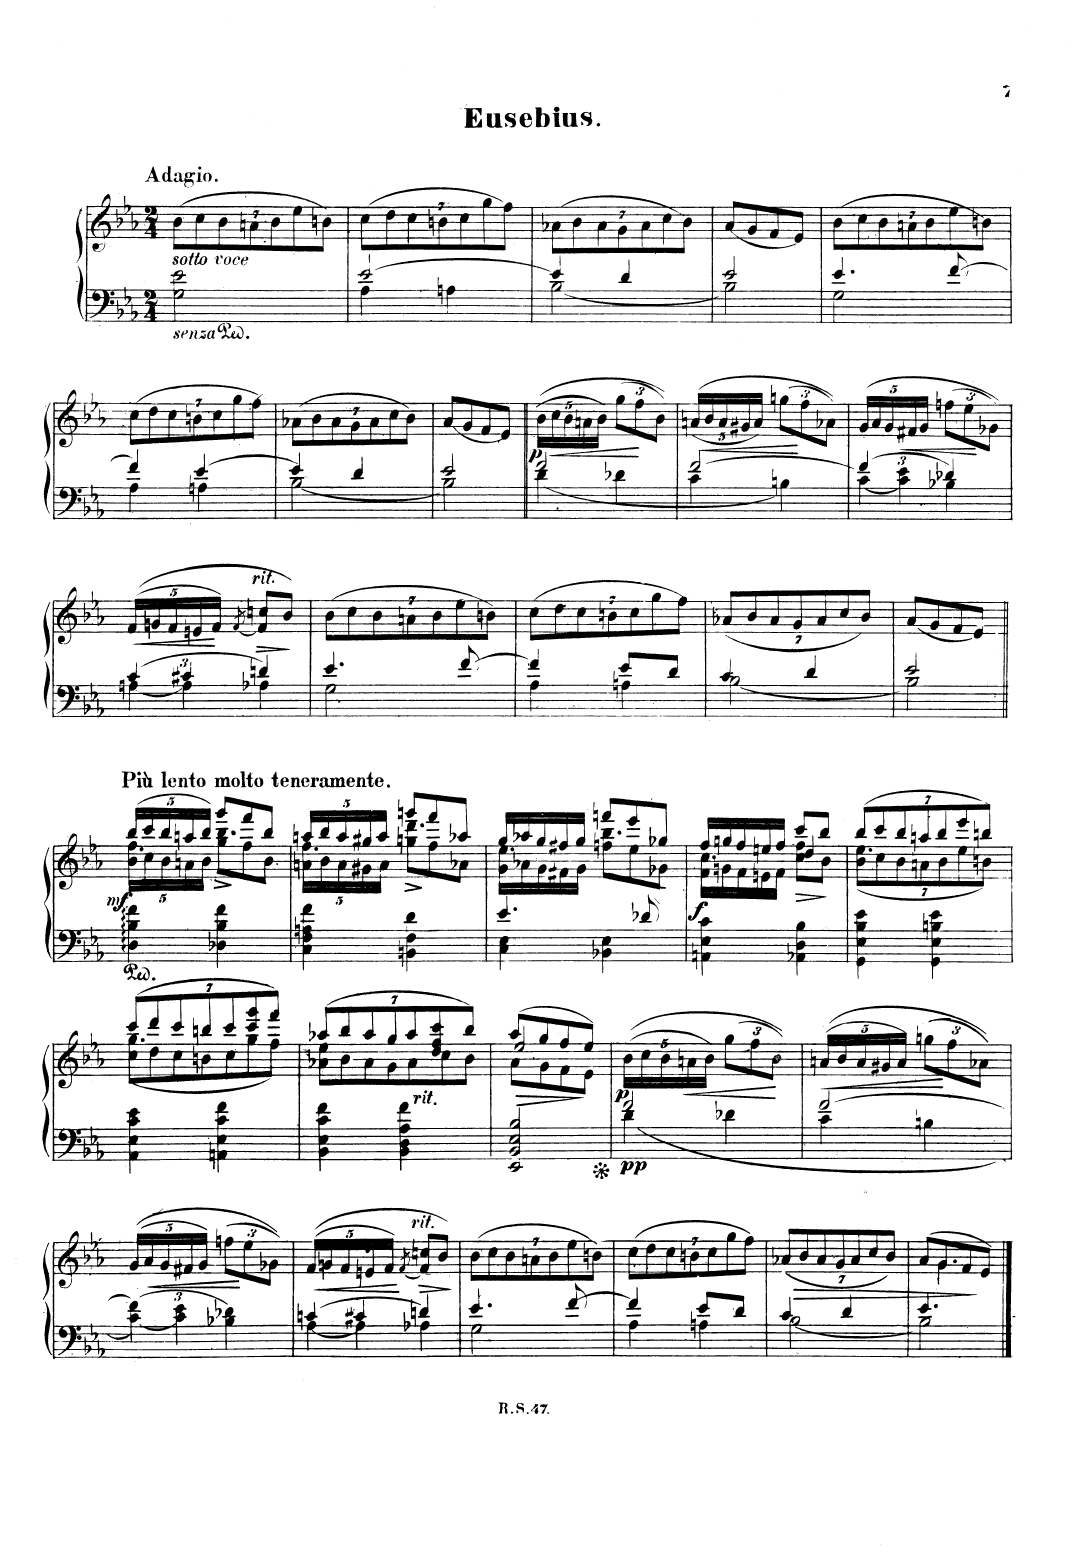 7
Eusebius.
Adagio.
sotto voce
senza Ped.
p
rit.
Più lento molto teneramente.
mf
f
Ped.
rit.
p
pp
rit.
R.S.47.